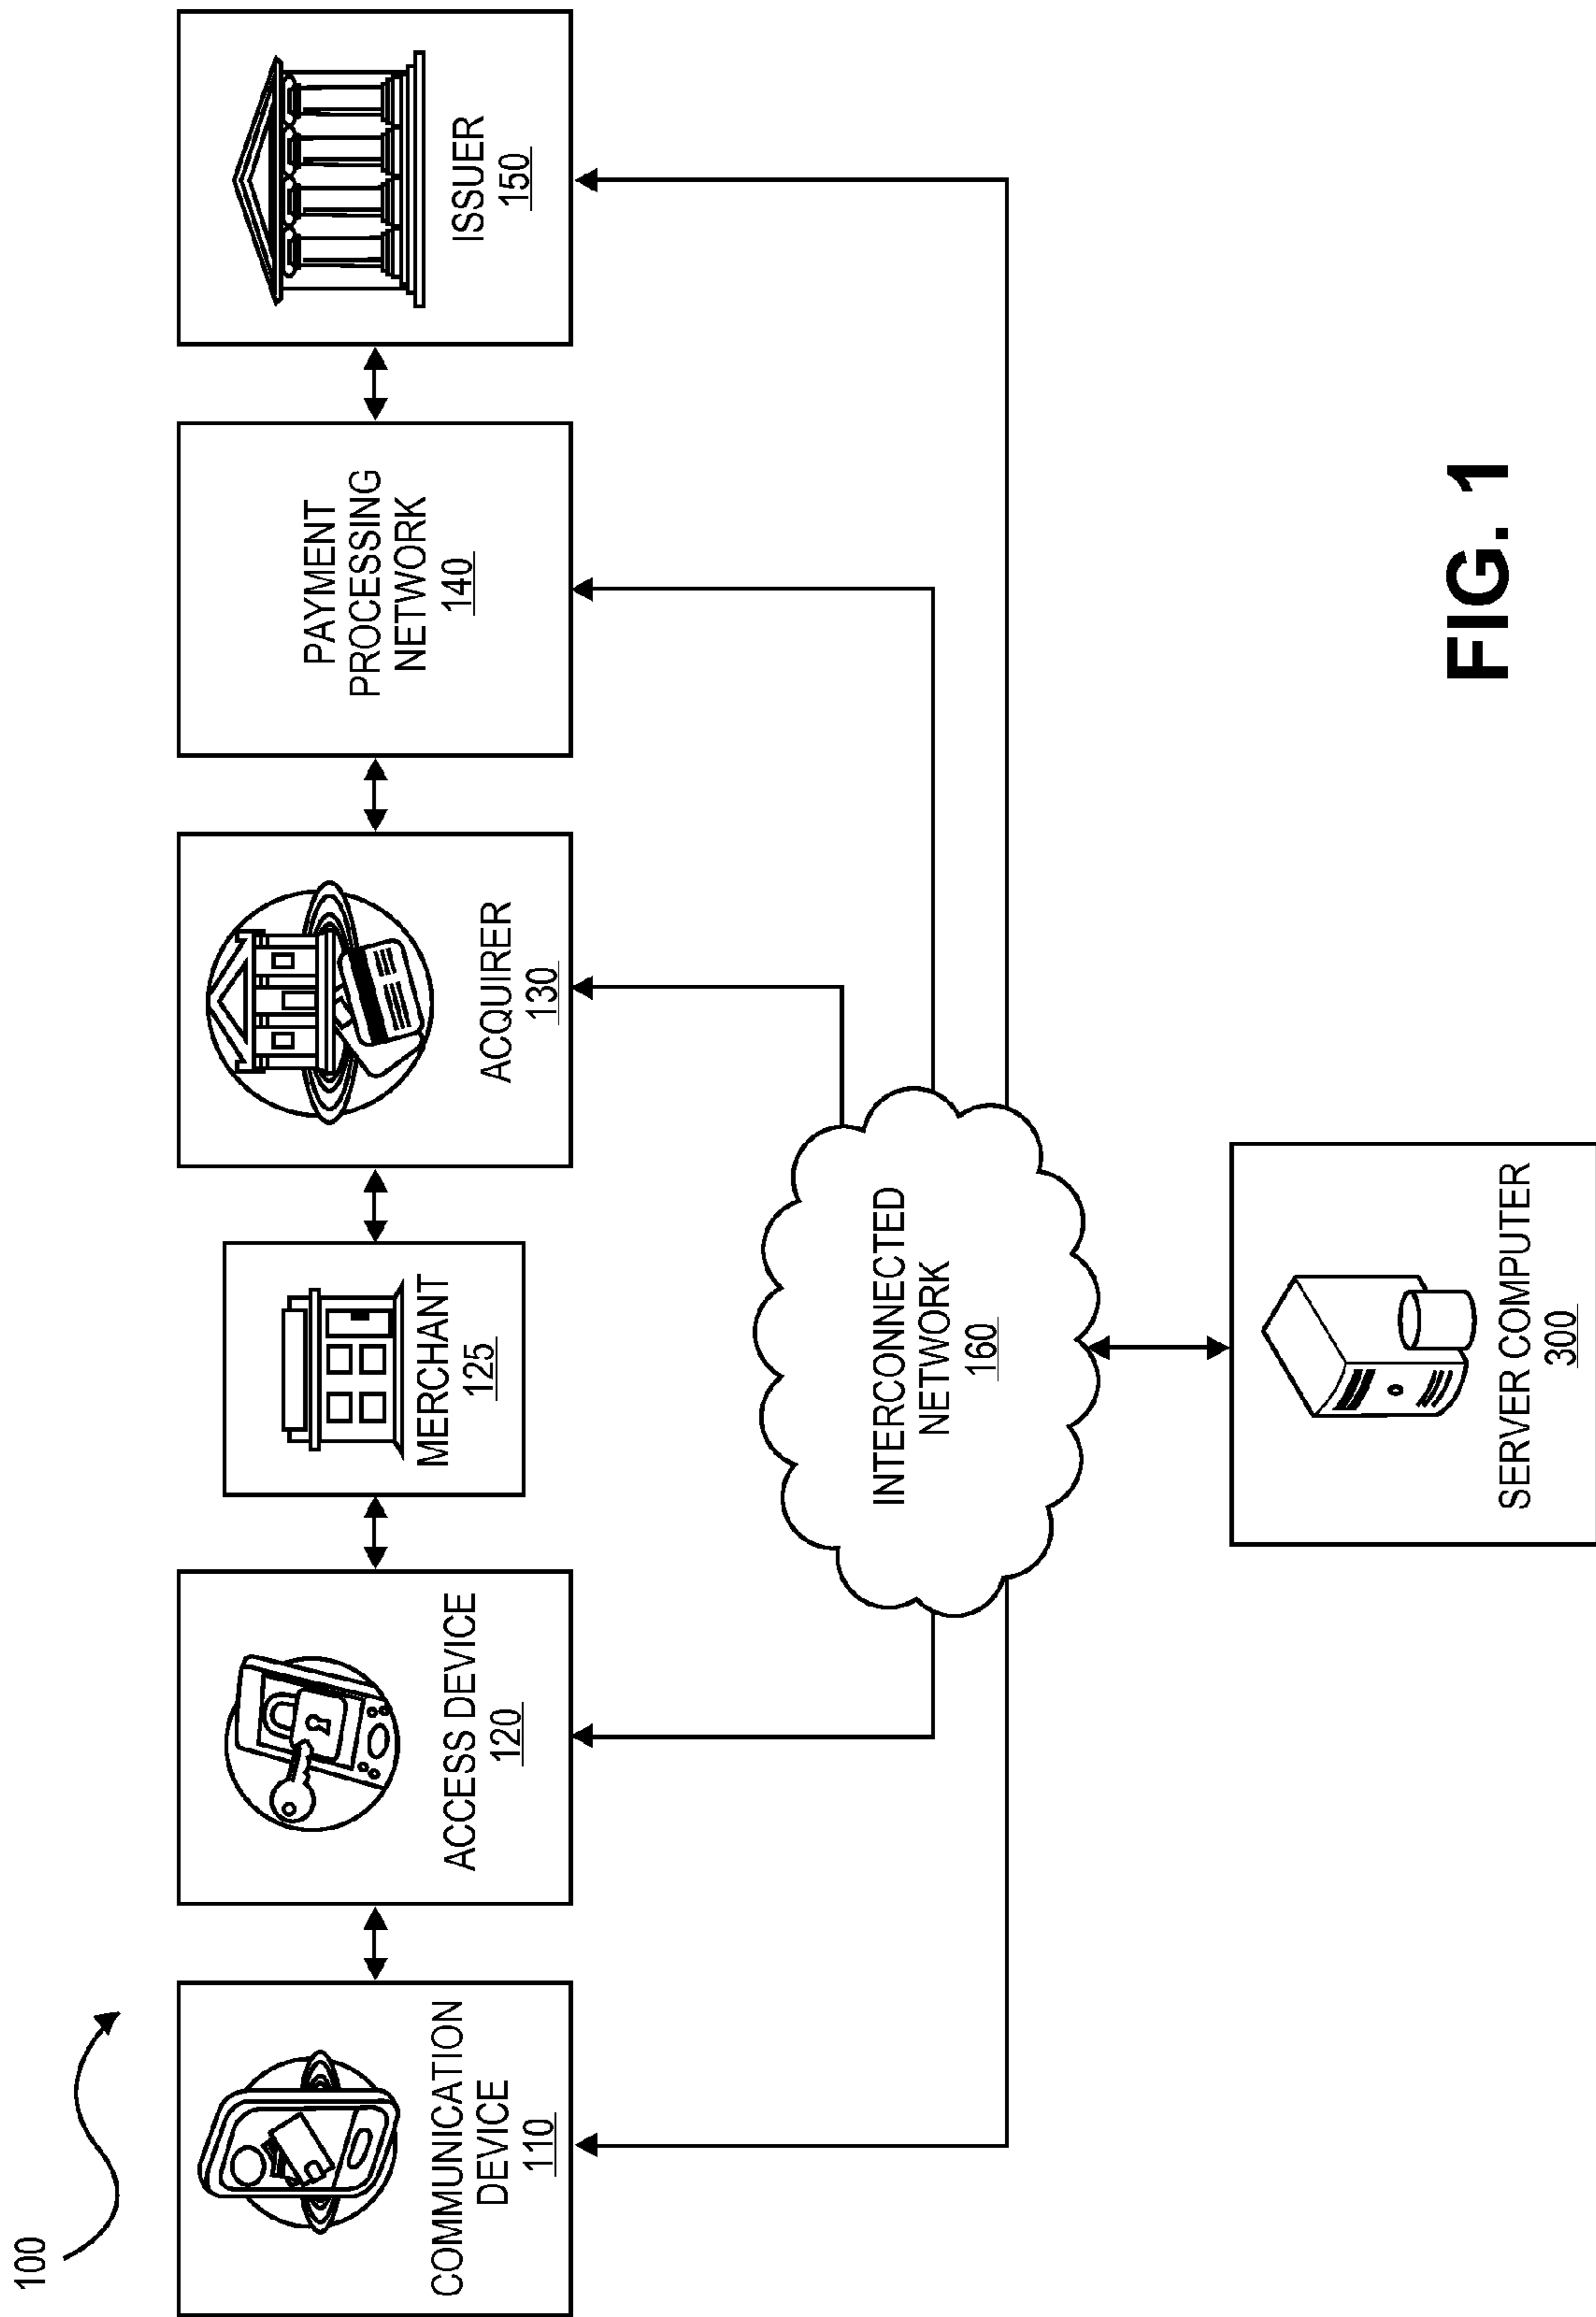 100
COMMUNICATION
DEVICE
110
ACCESS DEVICE
120
MERCHANT
125
ACQUIRER
130
PAYMENT
PROCESSING
NETWORK
140
ISSUER
150
INTERCONNECTED
NETWORK
160
SERVER COMPUTER
300
FIG. 1